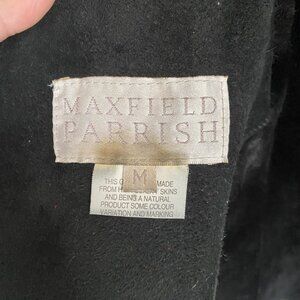 MAXFIELD
PARRISH
M
THIS MADE
FROM SKINS
AND BEING A NATURAL
PRODUCT SOME COLOUR
VARIATION AND MARKING